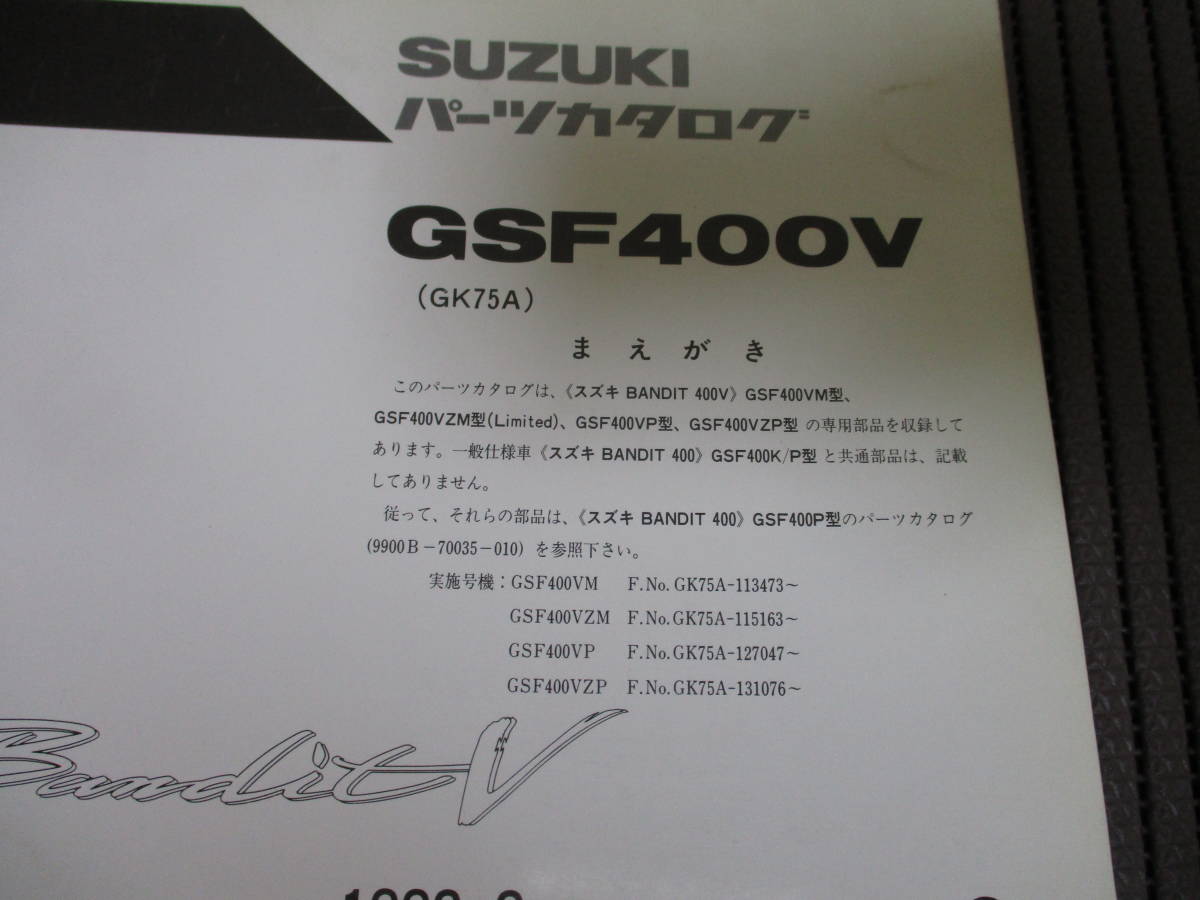 SUZUKI
パーツカタログ
GSF400V
(GK75A)
まえがき
このパーツカタログは、《スズキ BANDIT 400V》GSF400VM型、
GSF400VZM型(Limited)、GSF400VP型、GSF400VZP型 の専用部品を収録して
あります。一般仕様車《スズキ BANDIT 400》GSF400K/P型 と共通部品は、記載
してありません。
従って、それらの部品は、《スズキ BANDIT 400》GSF400P型のパーツカタログ
(9900B-70035-010) を参照下さい。
実施号機：GSF400VM F.No.GK75A-113473~
GSF400VZM F.No.GK75A-115163~
GSF400VP F.No.GK75A-127047~
GSF400VZP F.No.GK75A-131076~
Bandit V